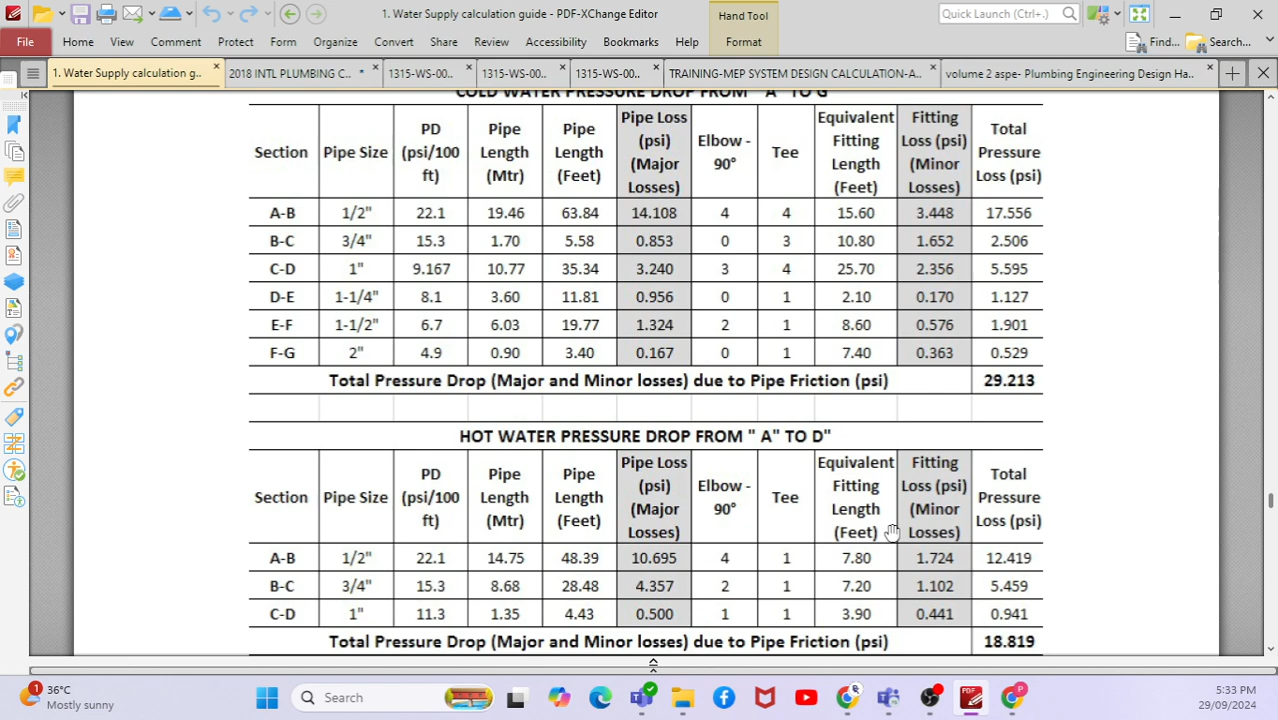 1. Water Supply calculation guide - PDF-XChange Editor
Hand Tool
Quick Launch (Ctrl+.)
File
Home
View
Comment
Protect
Form
Organize
Convert
Share
Review
Accessibility
Bookmarks
Help
Format
Find...
Search...
1. Water Supply calculation g..
2018 INTL PLUMBING C... *
1315-WS-00..
1315-WS-00..
1315-WS-00..
TRAINING-MEP SYSTEM DESIGN CALCULATION-A..
volume 2 aspe- Plumbing Engineering Design Ha..
COLD WATER PRESSURE DROP FROM "A" TO G"
Section
Pipe Size
PD
(psi/100
ft)
Pipe
Length
(Mtr)
Pipe
Length
(Feet)
Pipe Loss
(psi)
(Major
Losses)
Elbow -
90°
Tee
Equivalent
Fitting
Length
(Feet)
Fitting
Loss (psi)
(Minor
Losses)
Total
Pressure
Loss (psi)
A-B 1/2" 22.1 19.46 63.84 14.108 4 4 15.60 3.448 17.556
B-C 3/4" 15.3 1.70 5.58 0.853 0 3 10.80 1.652 2.506
C-D 1" 9.167 10.77 35.34 3.240 3 4 25.70 2.356 5.595
D-E 1-1/4" 8.1 3.60 11.81 0.956 0 1 2.10 0.170 1.127
E-F 1-1/2" 6.7 6.03 19.77 1.324 2 1 8.60 0.576 1.901
F-G 2" 4.9 0.90 3.40 0.167 0 1 7.40 0.363 0.529
Total Pressure Drop (Major and Minor losses) due to Pipe Friction (psi) 29.213
HOT WATER PRESSURE DROP FROM " A" TO D"
Section
Pipe Size
PD
(psi/100
ft)
Pipe
Length
(Mtr)
Pipe
Length
(Feet)
Pipe Loss
(psi)
(Major
Losses)
Elbow -
90°
Tee
Equivalent
Fitting
Length
(Feet)
Fitting
Loss (psi)
(Minor
Losses)
Total
Pressure
Loss (psi)
A-B 1/2" 22.1 14.75 48.39 10.695 4 1 7.80 1.724 12.419
B-C 3/4" 15.3 8.68 28.48 4.357 2 1 7.20 1.102 5.459
C-D 1" 11.3 1.35 4.43 0.500 1 1 3.90 0.441 0.941
Total Pressure Drop (Major and Minor losses) due to Pipe Friction (psi) 18.819
1
36°C
Mostly sunny
Search
PDF
5:33 PM
29/09/2024